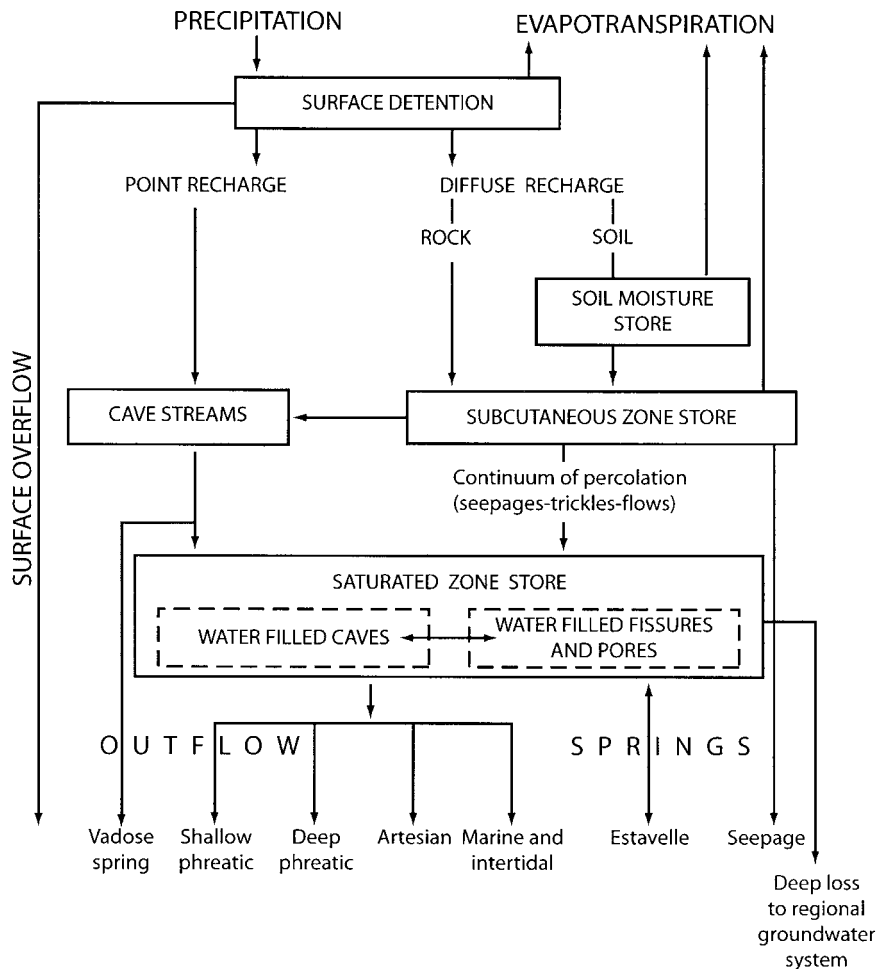 PRECIPITATION
EVAPOTRANSPIRATION
SURFACE DETENTION
POINT RECHARGE
DIFFUSE RECHARGE
ROCK
SOIL
SOIL MOISTURE
STORE
SURFACE OVERFLOW
CAVE STREAMS
SUBCUTANEOUS ZONE STORE
Continuum of percolation
(seepages-trickles-flows)
SATURATED ZONE STORE
WATER FILLED CAVES
WATER FILLED FISSURES
AND PORES
OUTFLOW SPRINGS
Vadose
spring
Shallow
phreatic
Deep
phreatic
Artesian
Marine and
intertidal
Estavelle
Seepage
Deep loss
to regional
groundwater
system